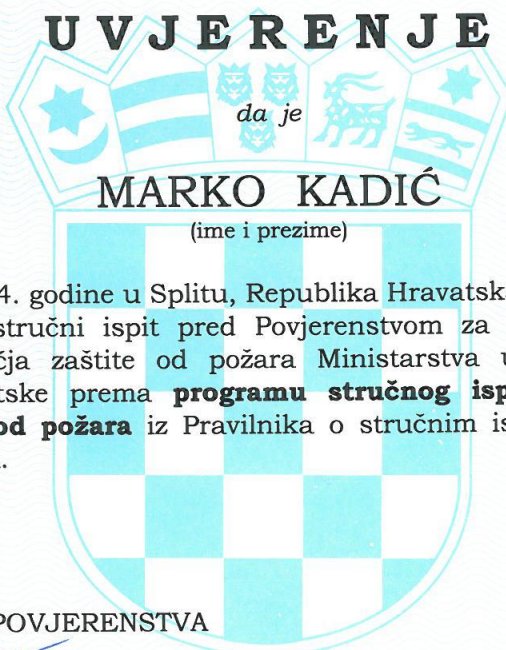 UVJERENJE
da je
MARKO KADIĆ
(ime i prezime)
4. godine u Splitu, Republika Hravatsk
stručni ispit pred Povjerenstvom za
čja zaštite od požara Ministarstva u
tske prema programu stručnog isp
od požara iz Pravilnika o stručnim is
.
POVJERENSTVA